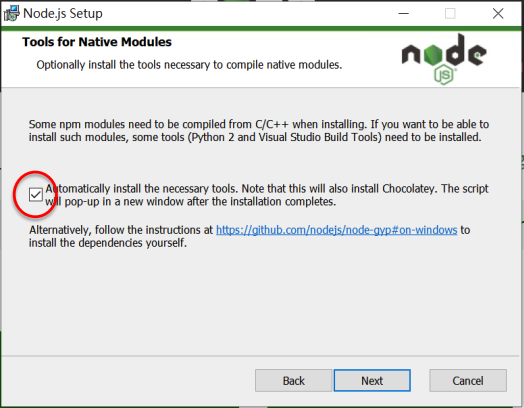 Node.js Setup
Tools for Native Modules
Optionally install the tools necessary to compile native modules.
node
JS
Some npm modules need to be compiled from C/C++ when installing. If you want to be able to
install such modules, some tools (Python 2 and Visual Studio Build Tools) need to be installed.
Automatically install the necessary tools. Note that this will also install Chocolatey. The script
will pop-up in a new window after the installation completes.
Alternatively, follow the instructions at https://github.com/nodejs/node-gyp#on-windows to
install the dependencies yourself.
Back
Next
Cancel